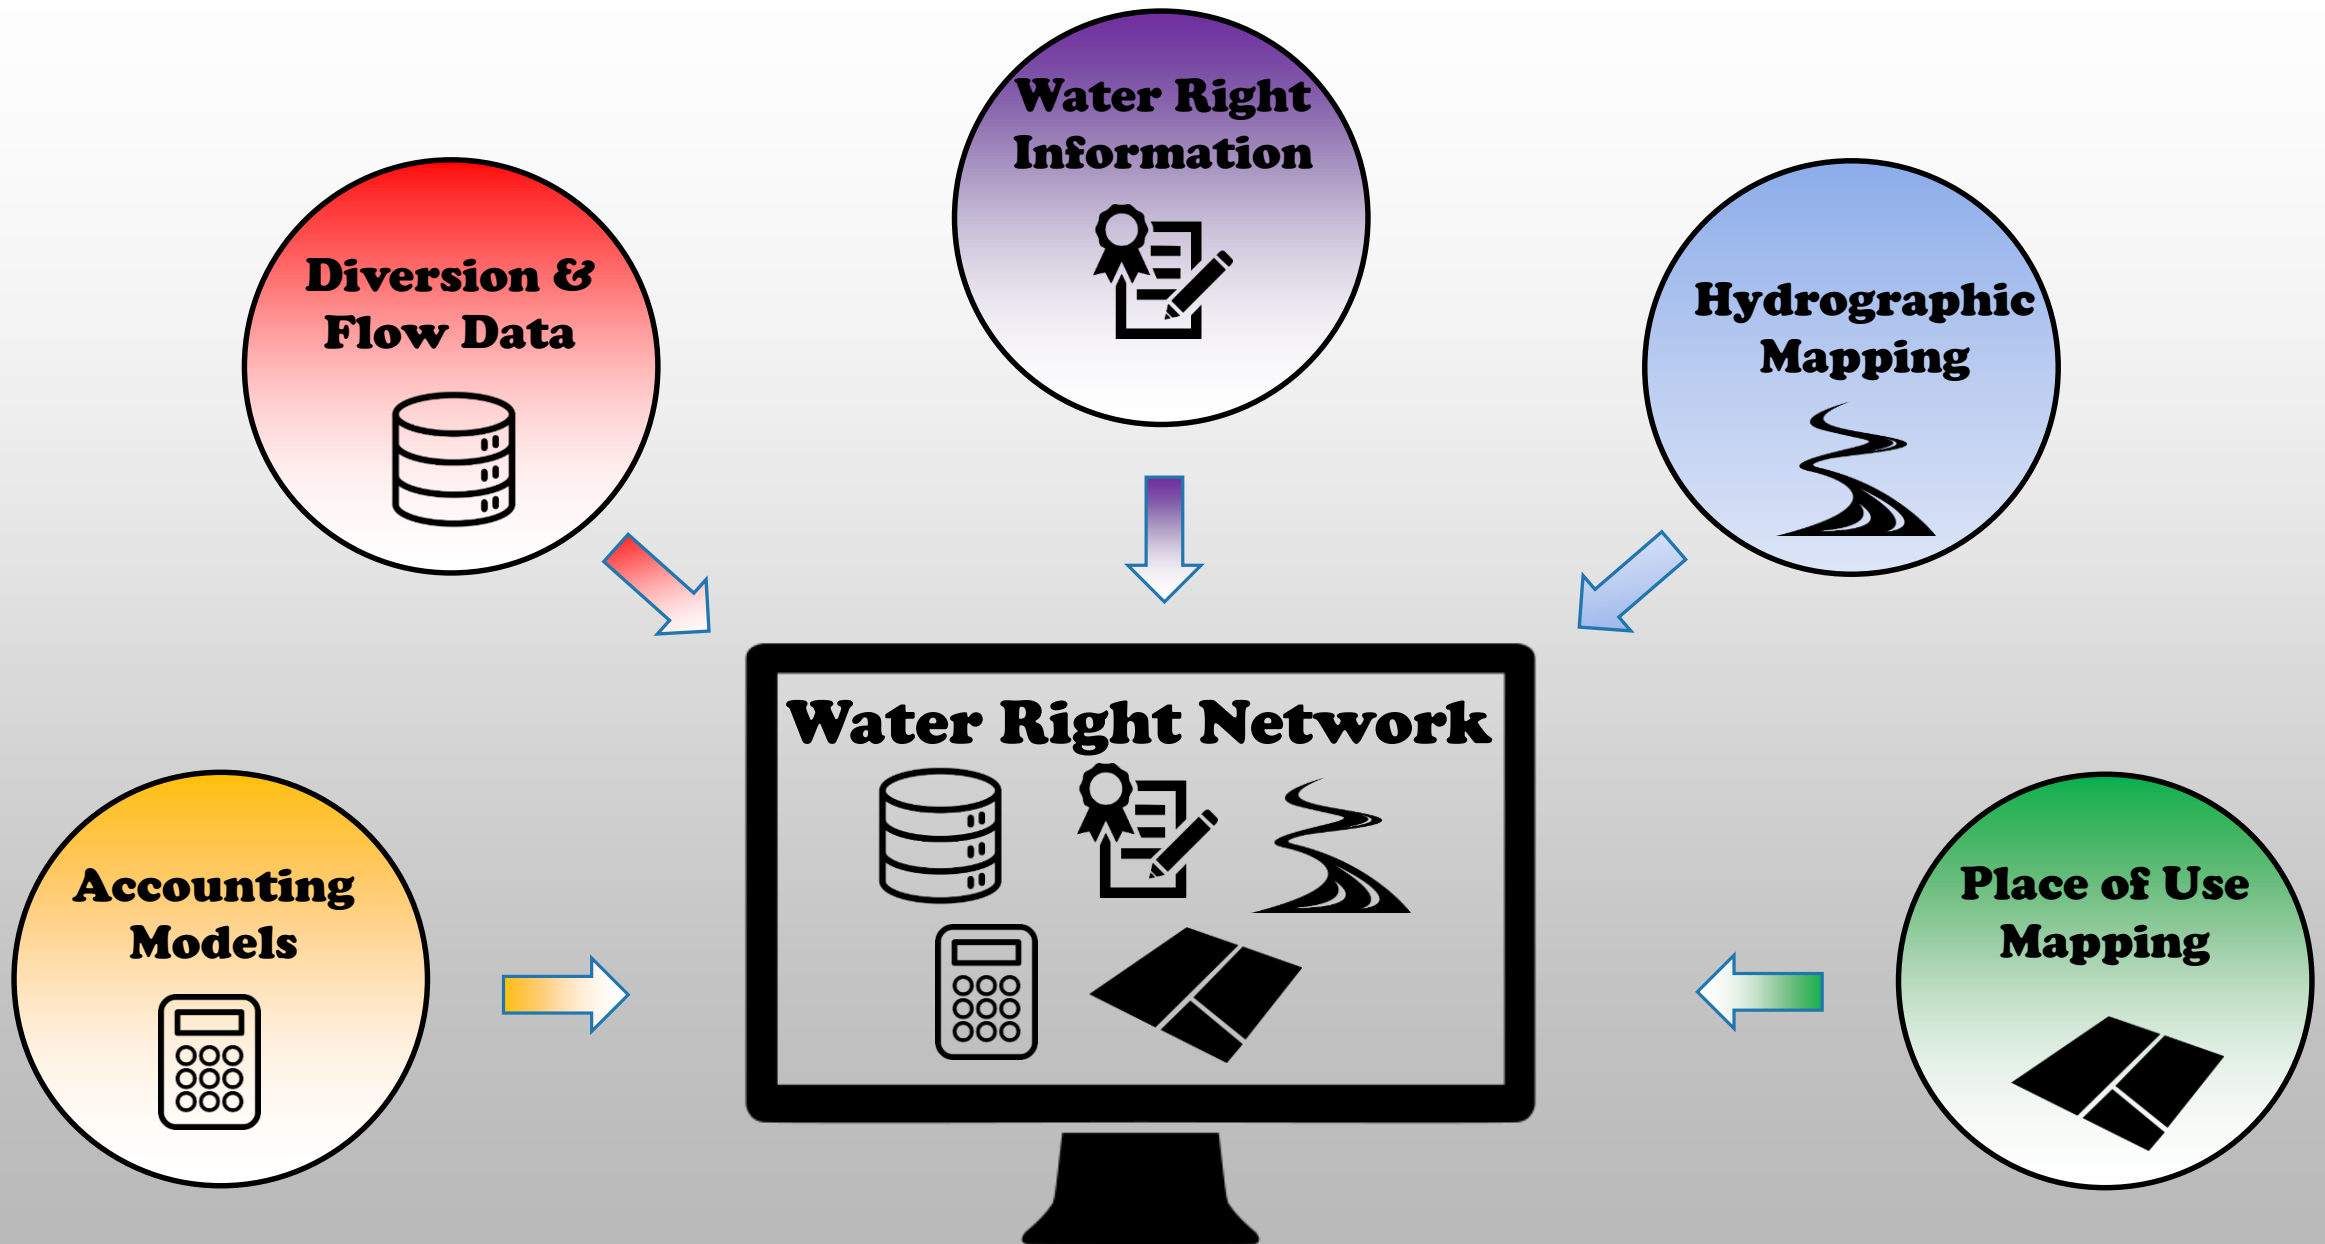 Water Right
Information
Diversion &
Flow Data
Hydrographic
Mapping
Water Right Network
Accounting
Models
Place of Use
Mapping